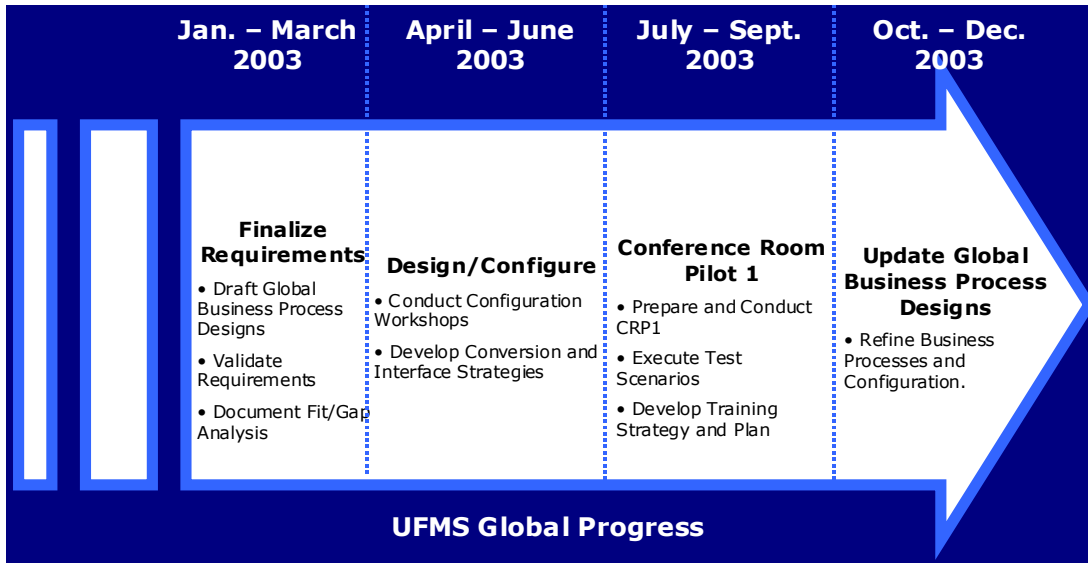 Jan. – March
2003
April – June
2003
July – Sept.
2003
Oct. – Dec.
2003
Finalize
Requirements
• Draft Global
Business Process
Designs
• Validate
Requirements
• Document Fit/Gap
Analysis
Design/Configure
• Conduct Configuration
Workshops
• Develop Conversion and
Interface Strategies
Conference Room
Pilot 1
• Prepare and Conduct
CRP1
• Execute Test
Scenarios
• Develop Training
Strategy and Plan
Update Global
Business Process
Designs
• Refine Business
Processes and
Configuration.
UFMS Global Progress